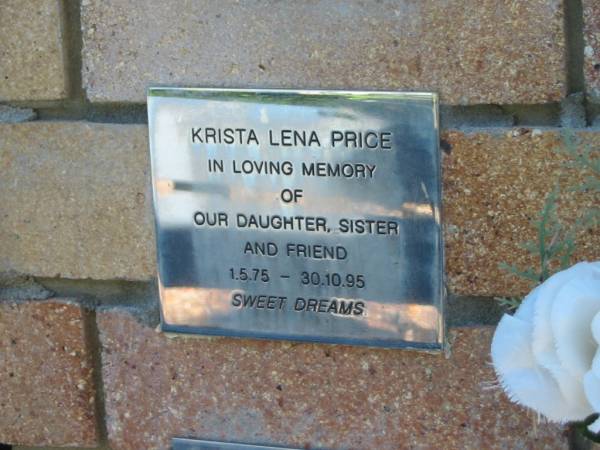 KRISTA LENA PRICE
IN LOVING MEMORY
OF
OUR DAUGHTER, SISTER
AND FRIEND
1.5.75 - 30.10.95
SWEET DREAMS